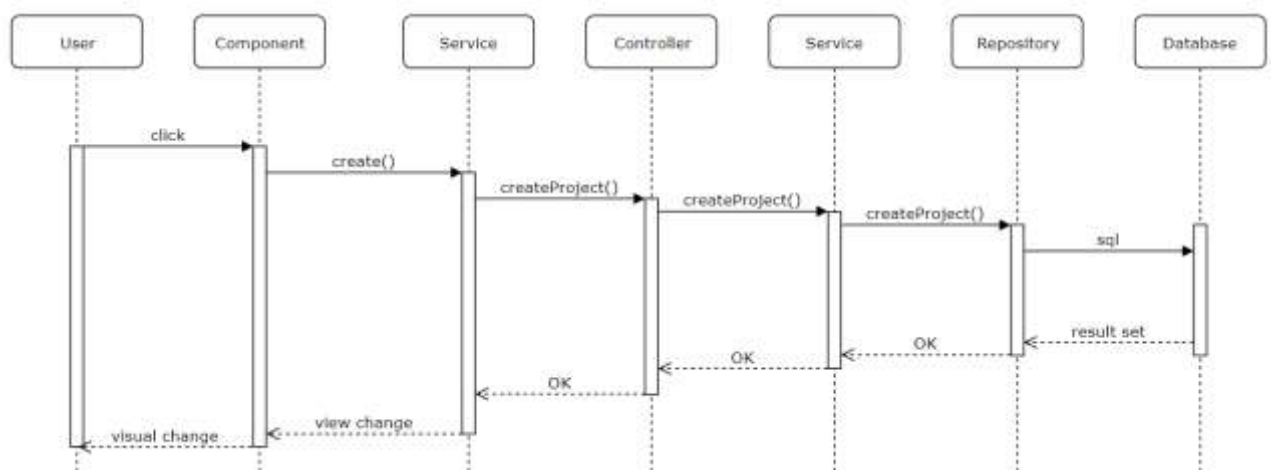 User
Component
Service
Controller
Service
Repository
Database
click
create()
createProject()
createProject()
createProject()
sql
result set
OK
OK
OK
view change
visual change